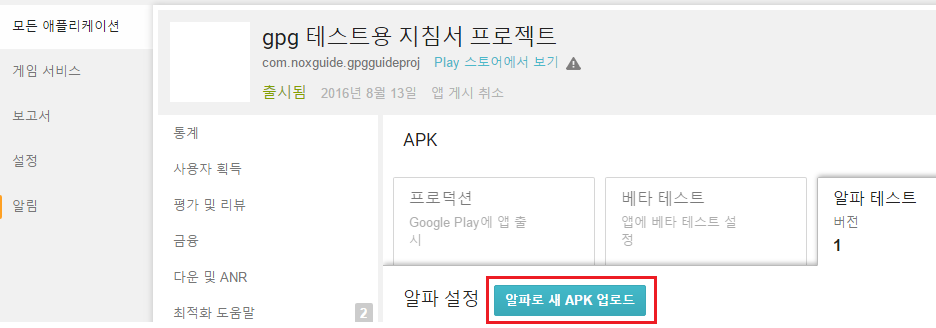 모든 애플리케이션
게임 서비스
보고서
설정
알림
gpg 테스트용 지침서 프로젝트
com.noxguide.gpgguideproj Play 스토어에서 보기
출시됨 2016년 8월 13일 앱 게시 취소
통계
사용자 획득
평가 및 리뷰
금융
다운 및 ANR
최적화 도움말 2
APK
프로덕션
Google Play에 앱 출
시
베타 테스트
앱에 베타 테스트 설
정
알파 테스트
버전
1
알파 설정 알파로 새 APK 업로드